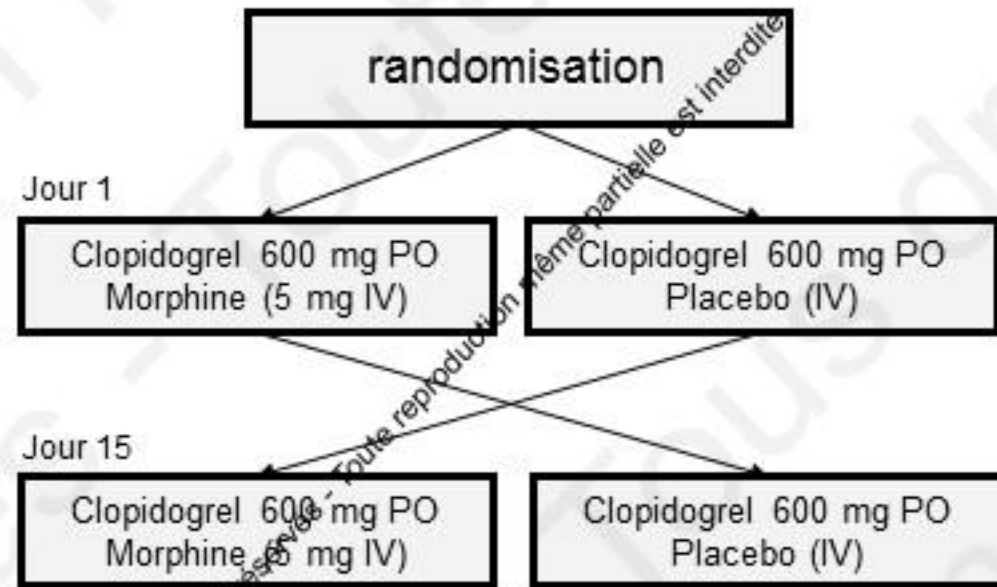 randomisation
Jour 1
Clopidogrel 600 mg PO
Morphine (5 mg IV)
Clopidogrel 600 mg PO
Placebo (IV)
Jour 15
Clopidogrel 600 mg PO
Morphine (5 mg IV)
Clopidogrel 600 mg PO
Placebo (IV)
réservés - Toute reproduction même partielle est interdite